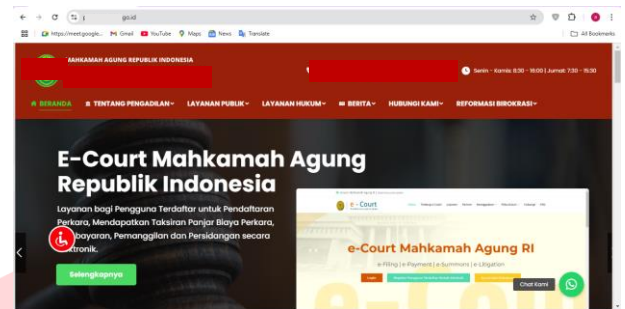 go.id
https://meet.google... Gmail YouTube Maps News Translate All Bookmarks
MAHKAMAH AGUNG REPUBLIK INDONESIA
Senin - Kamis: 8:30 - 16:00 | Jumat: 7:30 - 15:30
BERANDA TENTANG PENGADILAN LAYANAN PUBLIK LAYANAN HUKUM BERITA HUBUNGI KAMI REFORMASI BIROKRASI
E-Court Mahkamah Agung
Republik Indonesia
Layanan bagi Pengguna Terdaftar untuk Pendaftaran
Perkara, Mendapatkan Taksiran Panjar Biaya Perkara,
bayaran, Pemanggilan dan Persidangan secara
ktronik.
Selengkapnya
e-Court
e-Court Mahkamah Agung RI
e-Filing | e-Payment | e-Summons | e-Litigation
Chat Kami